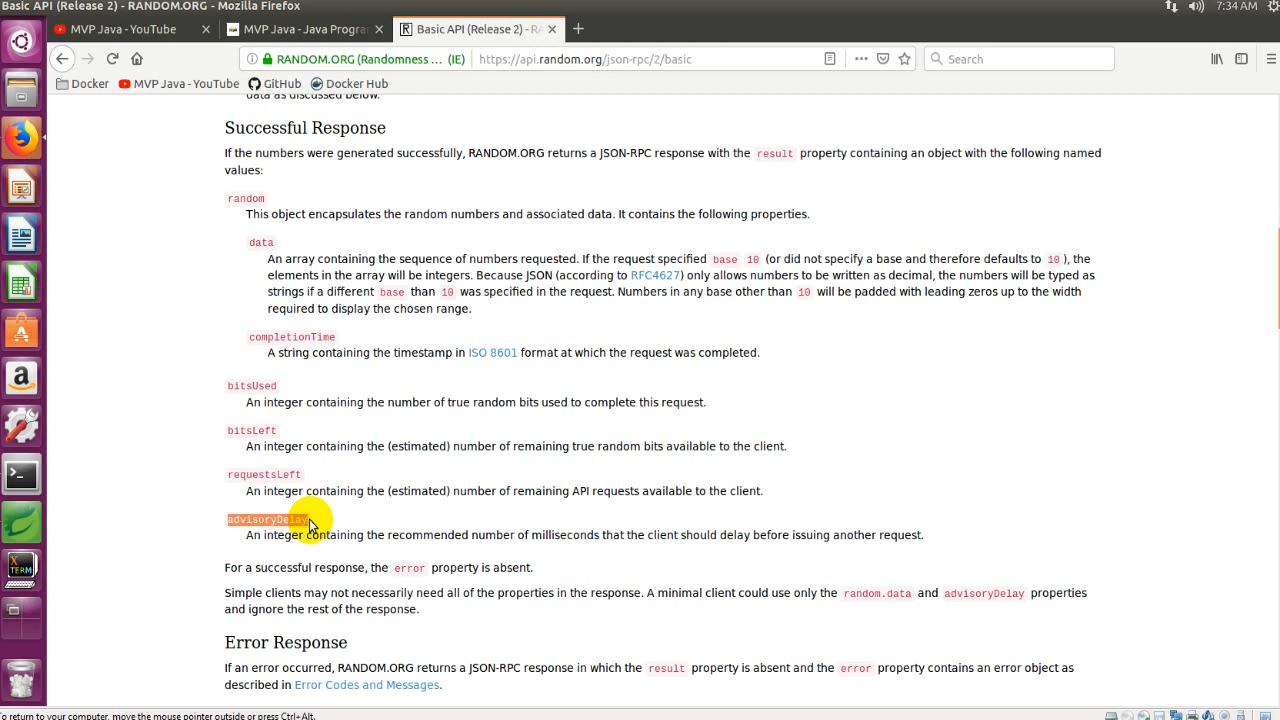 Basic API (Release 2) - RANDOM.ORG - Mozilla Firefox
7:34 AM
MVP Java - YouTube
MVP Java - Java Progra
Basic API (Release 2) - R
RANDOM.ORG (Randomness ... (IE)
https://api.random.org/json-rpc/2/basic
Search
Docker
MVP Java - YouTube
GitHub
Docker Hub
data as discussed below.
Successful Response
If the numbers were generated successfully, RANDOM.ORG returns a JSON-RPC response with the result property containing an object with the following named
values:
random
This object encapsulates the random numbers and associated data. It contains the following properties.
data
An array containing the sequence of numbers requested. If the request specified base 10 (or did not specify a base and therefore defaults to 10), the
elements in the array will be integers. Because JSON (according to RFC4627) only allows numbers to be written as decimal, the numbers will be typed as
strings if a different base than 10 was specified in the request. Numbers in any base other than 10 will be padded with leading zeros up to the width
required to display the chosen range.
completionTime
A string containing the timestamp in ISO 8601 format at which the request was completed.
bitsUsed
An integer containing the number of true random bits used to complete this request.
bitsLeft
An integer containing the (estimated) number of remaining true random bits available to the client.
requestsLeft
An integer containing the (estimated) number of remaining API requests available to the client.
advisoryDelay
An integer containing the recommended number of milliseconds that the client should delay before issuing another request.
For a successful response, the error property is absent.
Simple clients may not necessarily need all of the properties in the response. A minimal client could use only the random.data and advisoryDelay properties
and ignore the rest of the response.
Error Response
If an error occurred, RANDOM.ORG returns a JSON-RPC response in which the result property is absent and the error property contains an error object as
described in Error Codes and Messages.
X
TERM
To return to your computer, move the mouse pointer outside or press Ctrl+Alt.